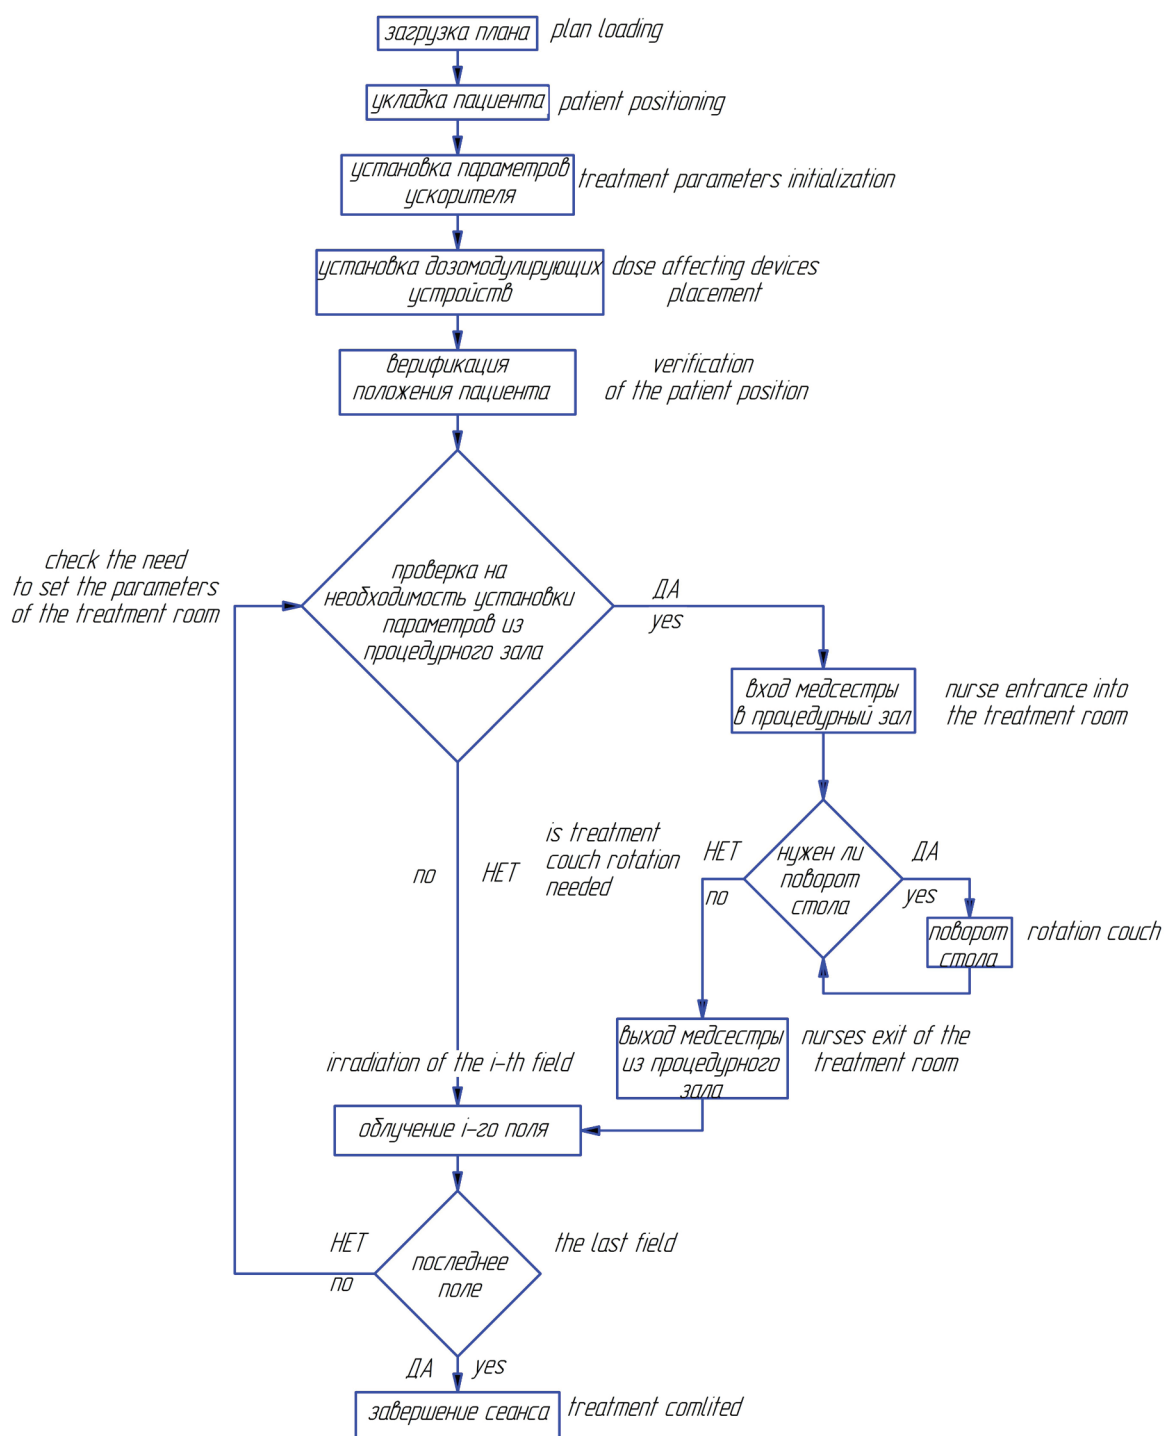 загрузка плана
plan loading
укладка пациента
patient positioning
установка параметров
ускорителя
treatment parameters initialization
установка дозомодулирующих
устройств
dose affecting devices
placement
верификация
положения пациента
verification
of the patient position
check the need
to set the parameters
of the treatment room
проверка на
необходимость установки
параметров из
процедурного зала
ДА
yes
вход медсестры
в процедурный зал
nurse entrance into
the treatment room
no
НЕТ
is treatment
couch rotation
needed
НЕТ
no
нужен ли
поворот
стола
ДА
yes
поворот
стола
rotation couch
выход медсестры
из процедурного
зала
nurses exit of the
treatment room
irradiation of the i-th field
облучение i-го поля
НЕТ
no
последнее
поле
the last field
ДА
yes
завершение сеанса
treatment comlited